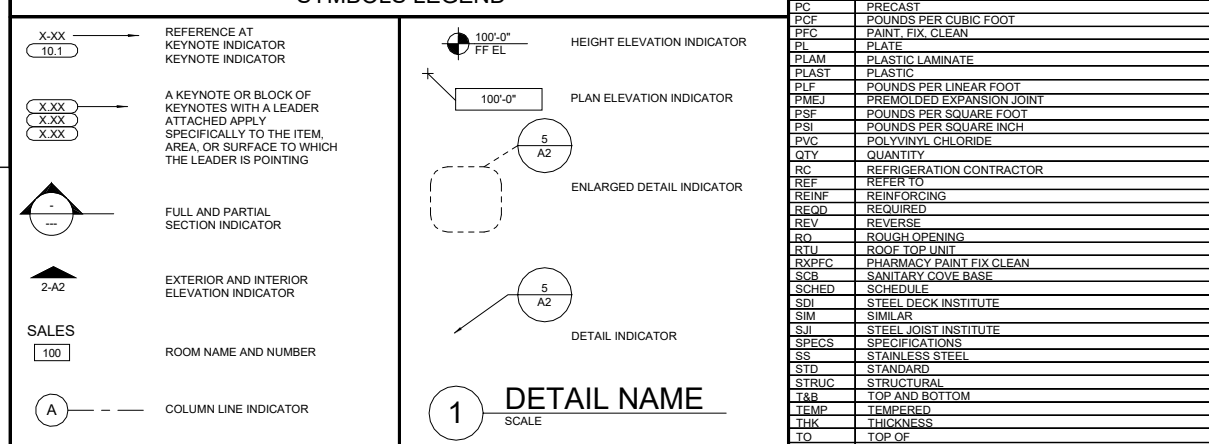 SYMBOLS LEGEND
X-XX
10.1
REFERENCE AT
KEYNOTE INDICATOR
KEYNOTE INDICATOR
X.XX
X.XX
X.XX
A KEYNOTE OR BLOCK OF
KEYNOTES WITH A LEADER
ATTACHED APPLY
SPECIFICALLY TO THE ITEM,
AREA, OR SURFACE TO WHICH
THE LEADER IS POINTING
-
---
FULL AND PARTIAL
SECTION INDICATOR
2-A2
EXTERIOR AND INTERIOR
ELEVATION INDICATOR
SALES
100
ROOM NAME AND NUMBER
A
COLUMN LINE INDICATOR
100'-0"
FF EL
HEIGHT ELEVATION INDICATOR
100'-0"
PLAN ELEVATION INDICATOR
5
A2
ENLARGED DETAIL INDICATOR
5
A2
DETAIL INDICATOR
1
DETAIL NAME
SCALE
PC PRECAST
PCF POUNDS PER CUBIC FOOT
PFC PAINT, FIX, CLEAN
PL PLATE
PLAM PLASTIC LAMINATE
PLAST PLASTIC
PLF POUNDS PER LINEAR FOOT
PMEJ PREMOLDED EXPANSION JOINT
PSF POUNDS PER SQUARE FOOT
PSI POUNDS PER SQUARE INCH
PVC POLYVINYL CHLORIDE
QTY QUANTITY
RC REFRIGERATION CONTRACTOR
REF REFER TO
REINF REINFORCING
REQD REQUIRED
REV REVERSE
RO ROUGH OPENING
RTU ROOF TOP UNIT
RXPFC PHARMACY PAINT FIX CLEAN
SCB SANITARY COVE BASE
SCHED SCHEDULE
SDI STEEL DECK INSTITUTE
SIM SIMILAR
SJI STEEL JOIST INSTITUTE
SPECS SPECIFICATIONS
SS STAINLESS STEEL
STD STANDARD
STRUC STRUCTURAL
T&B TOP AND BOTTOM
TEMP TEMPERED
THK THICKNESS
TO TOP OF